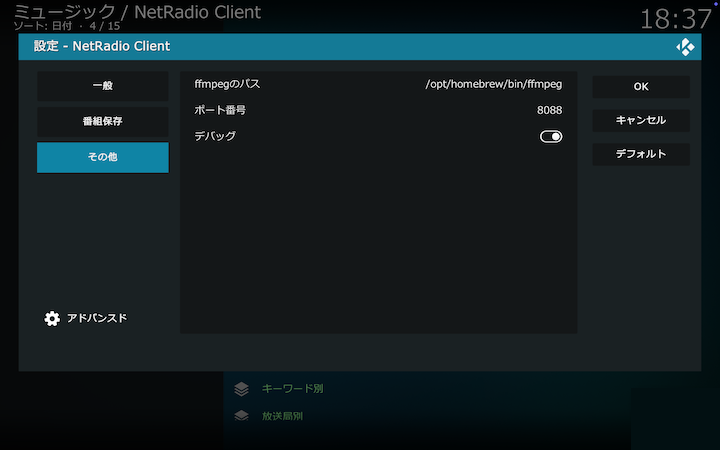 ミュージック / NetRadio Client
ソート: 日付 · 4 / 15
18:37
設定 - NetRadio Client
一般
番組保存
その他
アドバンスド
ffmpegのパス /opt/homebrew/bin/ffmpeg
ポート番号 8088
デバッグ
OK
キャンセル
デフォルト
キーワード別
放送局別